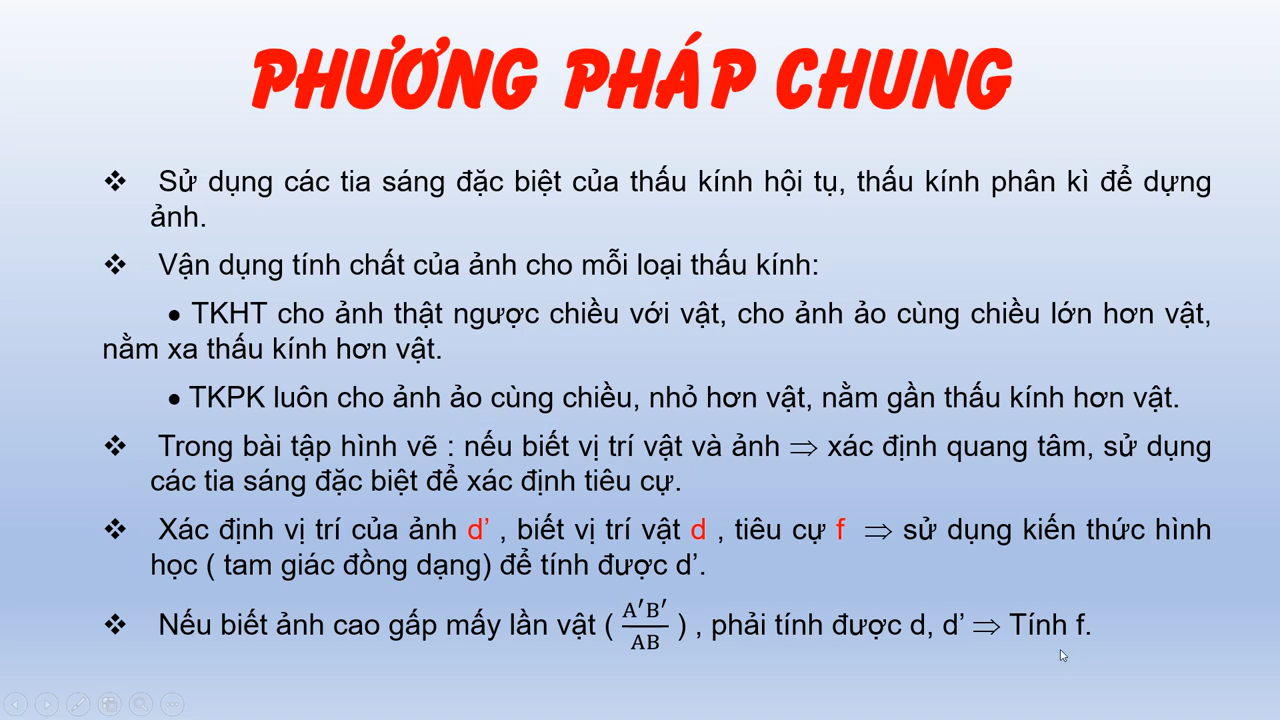 PHƯƠNG PHÁP CHUNG
❖ Sử dụng các tia sáng đặc biệt của thấu kính hội tụ, thấu kính phân kì để dựng
ảnh.
❖ Vận dụng tính chất của ảnh cho mỗi loại thấu kính:
• TKHT cho ảnh thật ngược chiều với vật, cho ảnh ảo cùng chiều lớn hơn vật,
nằm xa thấu kính hơn vật.
• TKPK luôn cho ảnh ảo cùng chiều, nhỏ hơn vật, nằm gần thấu kính hơn vật.
❖ Trong bài tập hình vẽ : nếu biết vị trí vật và ảnh ⇒ xác định quang tâm, sử dụng
các tia sáng đặc biệt để xác định tiêu cự.
❖ Xác định vị trí của ảnh d’ , biết vị trí vật d , tiêu cự f ⇒ sử dụng kiến thức hình
học ( tam giác đồng dạng) để tính được d’.
❖ Nếu biết ảnh cao gấp mấy lần vật ( A′B′/AB ) , phải tính được d, d’ ⇒ Tính f.